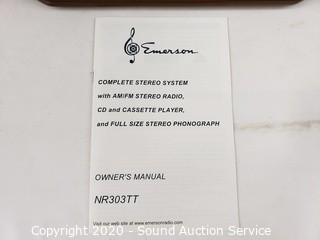 Emerson
COMPLETE STEREO SYSTEM
with AM/FM STEREO RADIO,
CD and CASSETTE PLAYER,
and FULL SIZE STEREO PHONOGRAPH
OWNER'S MANUAL
NR303TT
Visit our web site at www.emersonradio.com
Copyright 2020 - Sound Auction Service